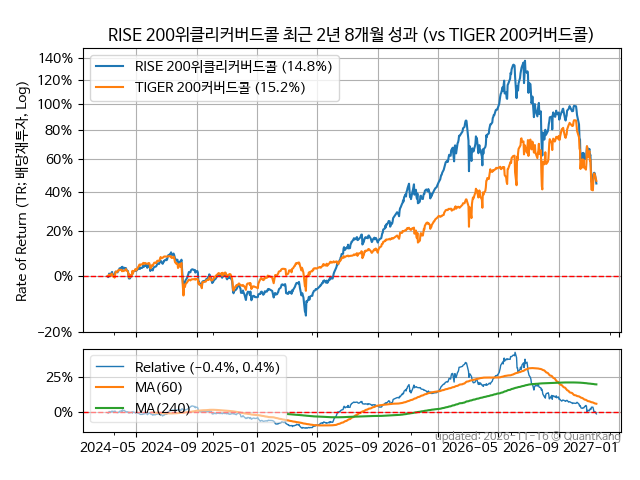 RISE 200위클리커버드콜 최근 2년 8개월 성과 (vs TIGER 200커버드콜)
Rate of Return (TR: 배당재투자, Log)
140%
120%
100%
80%
60%
40%
20%
0%
−20%
RISE 200위클리커버드콜 (14.8%)
TIGER 200커버드콜 (15.2%)
25%
0%
Relative (−0.4%, 0.4%)
MA(60)
MA(240)
Updated: 2026-11-16 © QuantKang
2024-05 2024-09 2025-01 2025-05 2025-09 2026-01 2026-05 2026-09 2027-01